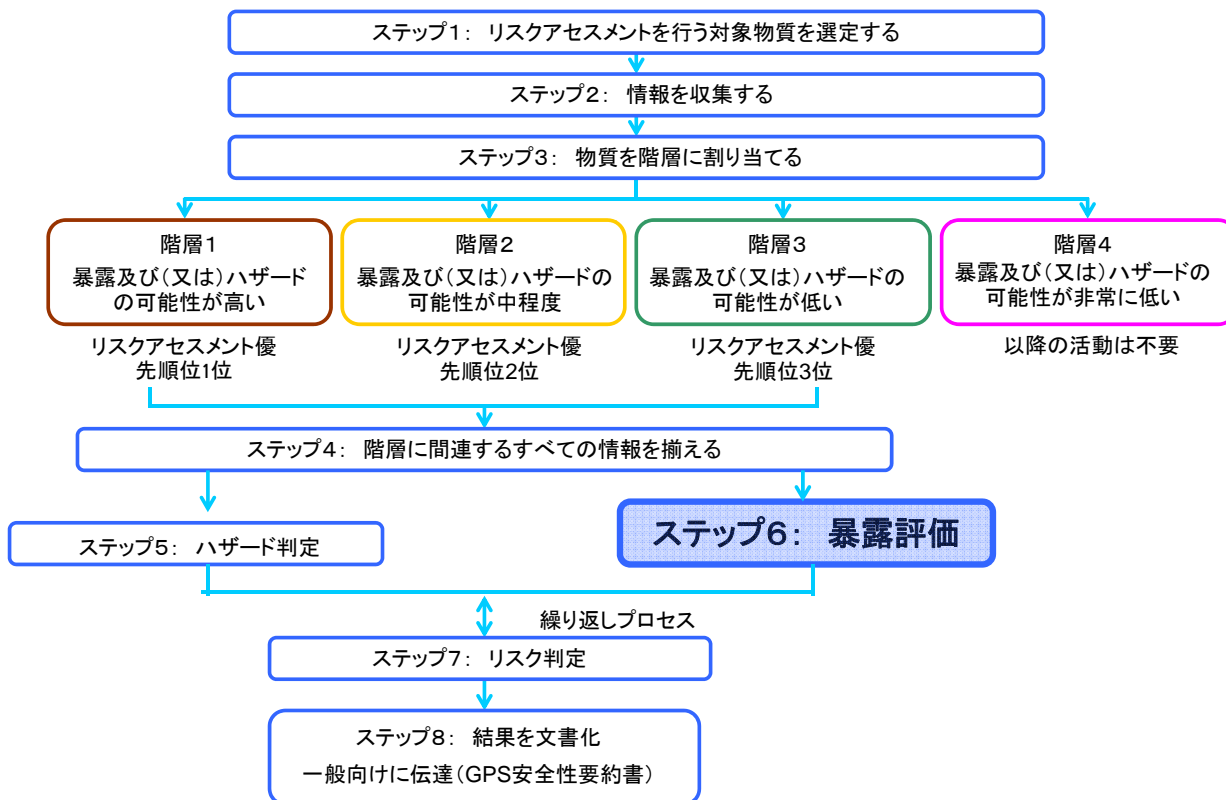 ステップ1： リスクアセスメントを行う対象物質を選定する
ステップ2： 情報を収集する
ステップ3： 物質を階層に割り当てる
階層1
暴露及び(又は)ハザード
の可能性が高い
階層2
暴露及び(又は)ハザードの
可能性が中程度
階層3
暴露及び(又は)ハザードの
可能性が低い
階層4
暴露及び(又は)ハザードの
可能性が非常に低い
リスクアセスメント優
先順位1位
リスクアセスメント優
先順位2位
リスクアセスメント優
先順位3位
以降の活動は不要
ステップ4： 階層に間連するすべての情報を揃える
ステップ5： ハザード判定
ステップ6： 暴露評価
繰り返しプロセス
ステップ7： リスク判定
ステップ8： 結果を文書化
一般向けに伝達(GPS安全性要約書)